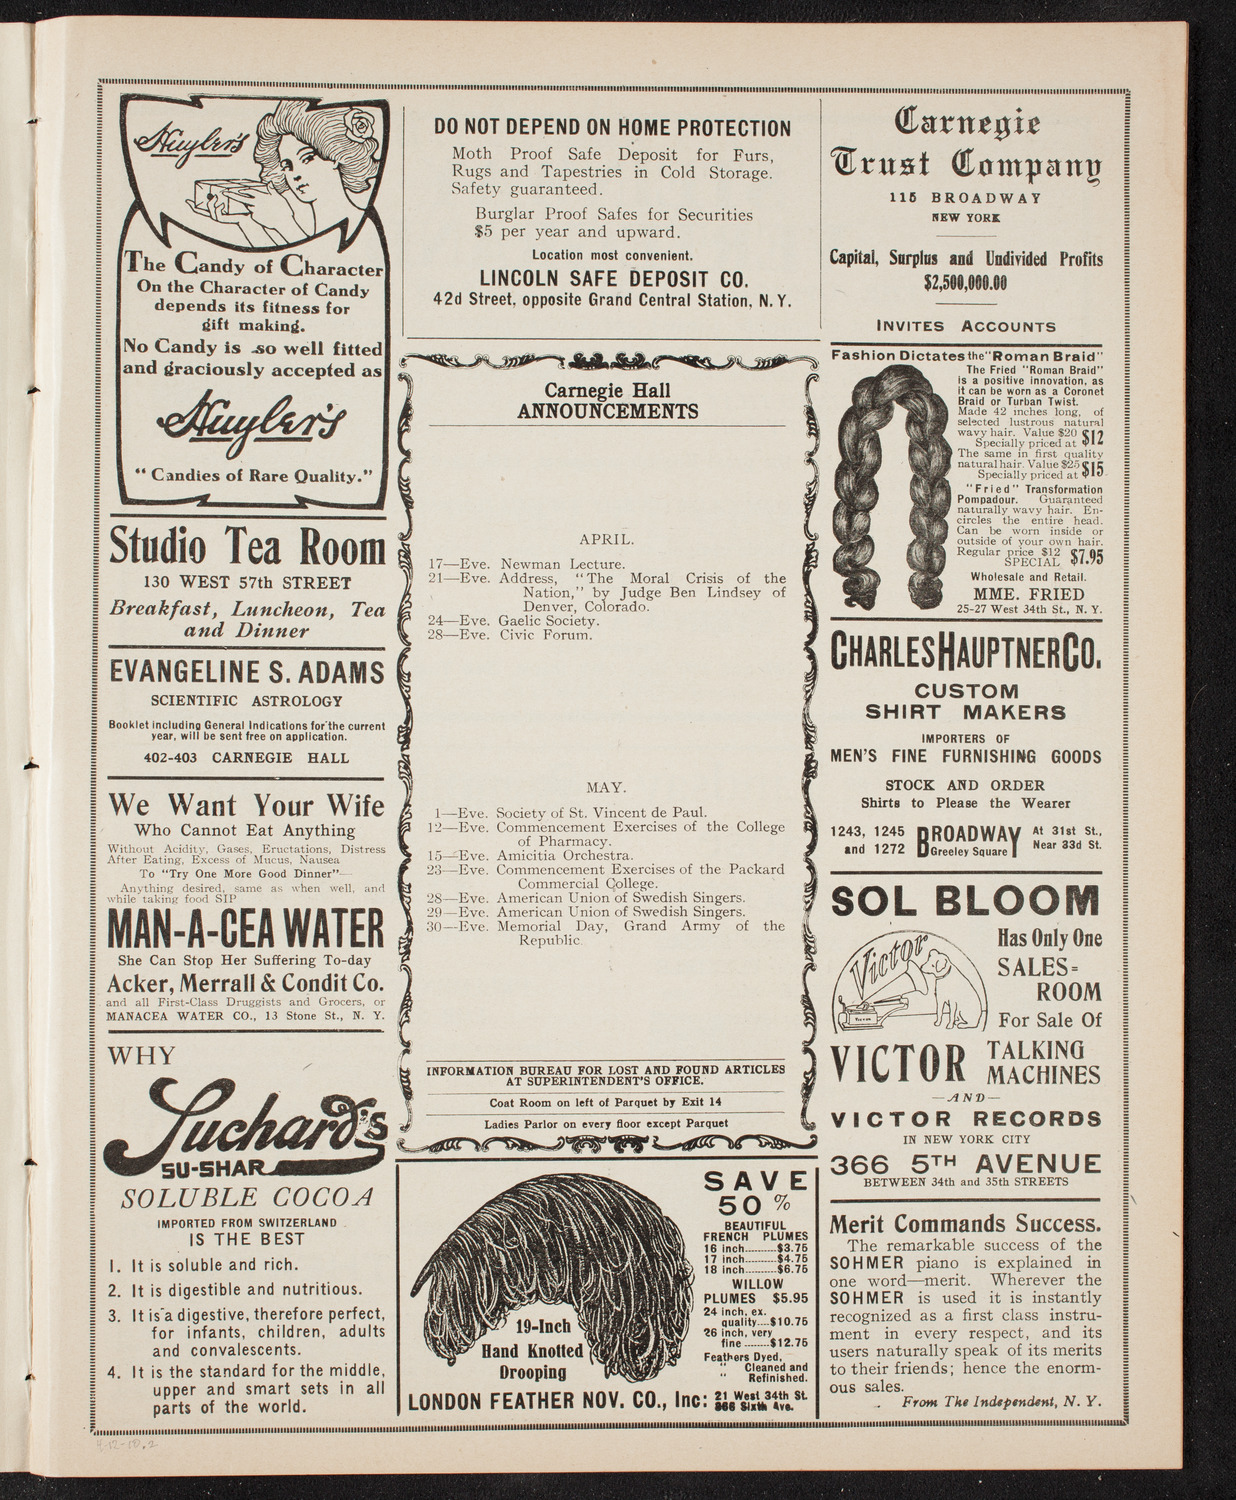 Huyler's
The Candy of Character
On the Character of Candy
depends its fitness for
gift making.
No Candy is so well fitted
and graciously accepted as
Huyler's
"Candies of Rare Quality."
Studio Tea Room
130 WEST 57th STREET
Breakfast, Luncheon, Tea
and Dinner
EVANGELINE S. ADAMS
SCIENTIFIC ASTROLOGY
Booklet including General Indications for the current
year, will be sent free on application.
402-403 CARNEGIE HALL
We Want Your Wife
Who Cannot Eat Anything
Without Acidity, Gases, Eructations, Distress
After Eating, Excess of Mucus, Nausea
To "Try One More Good Dinner"—
Anything desired, same as when well, and
while taking food SIP
MAN-A-CEA WATER
She Can Stop Her Suffering To-day
Acker, Merrall & Condit Co.
and all First-Class Druggists and Grocers, or
MANACEA WATER CO., 13 Stone St., N. Y.
WHY
Suchard's
SU-SHAR
SOLUBLE COCOA
IMPORTED FROM SWITZERLAND
IS THE BEST
1. It is soluble and rich.
2. It is digestible and nutritious.
3. It is a digestive, therefore perfect,
for infants, children, adults
and convalescents.
4. It is the standard for the middle,
upper and smart sets in all
parts of the world.
DO NOT DEPEND ON HOME PROTECTION
Moth Proof Safe Deposit for Furs,
Rugs and Tapestries in Cold Storage.
Safety guaranteed.
Burglar Proof Safes for Securities
$5 per year and upward.
Location most convenient.
LINCOLN SAFE DEPOSIT CO.
42d Street, opposite Grand Central Station, N. Y.
Carnegie Hall
ANNOUNCEMENTS
APRIL.
17—Eve. Newman Lecture.
21—Eve. Address, "The Moral Crisis of the
Nation," by Judge Ben Lindsey of
Denver, Colorado.
24—Eve. Gaelic Society.
28—Eve. Civic Forum.
MAY.
1—Eve. Society of St. Vincent de Paul.
12—Eve. Commencement Exercises of the College
of Pharmacy.
15—Eve. Amicitia Orchestra.
23—Eve. Commencement Exercises of the Packard
Commercial College.
28—Eve. American Union of Swedish Singers.
29—Eve. American Union of Swedish Singers.
30—Eve. Memorial Day, Grand Army of the
Republic.
INFORMATION BUREAU FOR LOST AND FOUND ARTICLES
AT SUPERINTENDENT'S OFFICE.
Coat Room on left of Parquet by Exit 14
Ladies Parlor on every floor except Parquet
19-Inch
Hand Knotted
Drooping
SAVE
50 %
BEAUTIFUL
FRENCH PLUMES
16 inch..........$3.75
17 inch..........$4.75
18 inch..........$6.75
WILLOW
PLUMES $5.95
24 inch, ex.
quality....$10.75
26 inch, very
fine ........$12.75
Feathers Dyed,
" Cleaned and
" Refinished.
LONDON FEATHER NOV. CO., Inc: 21 West 34th St.
366 Sixth Ave.
Carnegie
Trust Company
115 BROADWAY
NEW YORK
Capital, Surplus and Undivided Profits
$2,500,000.00
INVITES ACCOUNTS
Fashion Dictates the "Roman Braid"
The Fried "Roman Braid"
is a positive innovation, as
it can be worn as a Coronet
Braid or Turban Twist.
Made 42 inches long, of
selected lustrous natural
wavy hair. Value $20
Specially priced at $12
The same in first quality
natural hair. Value $25
Specially priced at $15
"Fried" Transformation
Pompadour. Guaranteed
naturally wavy hair. En-
circles the entire head.
Can be worn inside or
outside of your own hair.
Regular price $12
SPECIAL $7.95
Wholesale and Retail.
MME. FRIED
25-27 West 34th St., N. Y.
CHARLES HAUPTNER CO.
CUSTOM
SHIRT MAKERS
IMPORTERS OF
MEN'S FINE FURNISHING GOODS
STOCK AND ORDER
Shirts to Please the Wearer
1243, 1245
and 1272
BROADWAY
Greeley Square
At 31st St.,
Near 33d St.
SOL BLOOM
Victor
Has Only One
SALES=
ROOM
For Sale Of
VICTOR TALKING
MACHINES
—AND—
VICTOR RECORDS
IN NEW YORK CITY
366 5TH AVENUE
BETWEEN 34th and 35th STREETS
Merit Commands Success.
The remarkable success of the
SOHMER piano is explained in
one word—merit. Wherever the
SOHMER is used it is instantly
recognized as a first class instru-
ment in every respect, and its
users naturally speak of its merits
to their friends; hence the enorm-
ous sales.
From The Independent, N. Y.
4-12-10.2